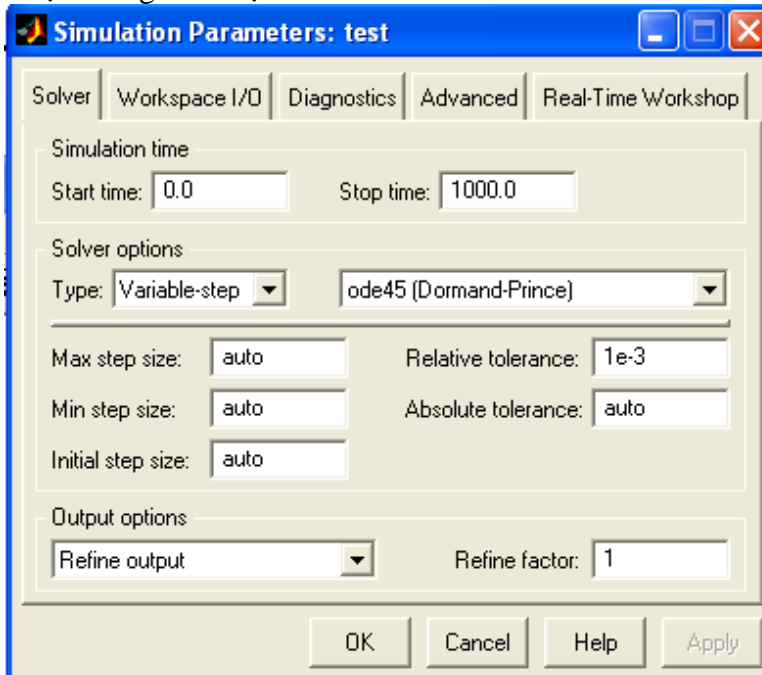 Simulation Parameters: test
Solver Workspace I/O Diagnostics Advanced Real-Time Workshop
Simulation time
Start time: 0.0 Stop time: 1000.0
Solver options
Type: Variable-step ode45 (Dormand-Prince)
Max step size: auto Relative tolerance: 1e-3
Min step size: auto Absolute tolerance: auto
Initial step size: auto
Output options
Refine output Refine factor: 1
OK Cancel Help Apply